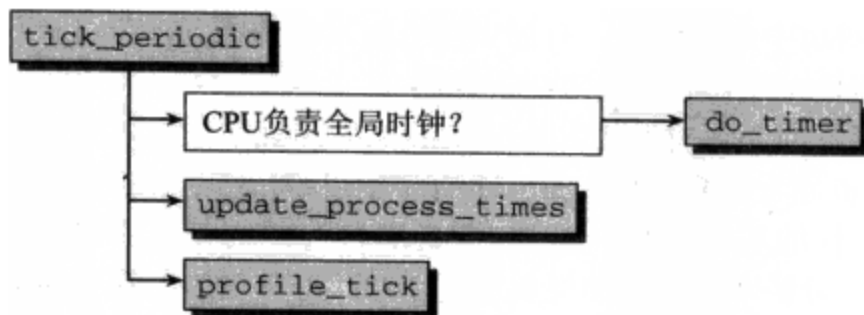 tick_periodic
CPU负责全局时钟?
do_timer
update_process_times
profile_tick